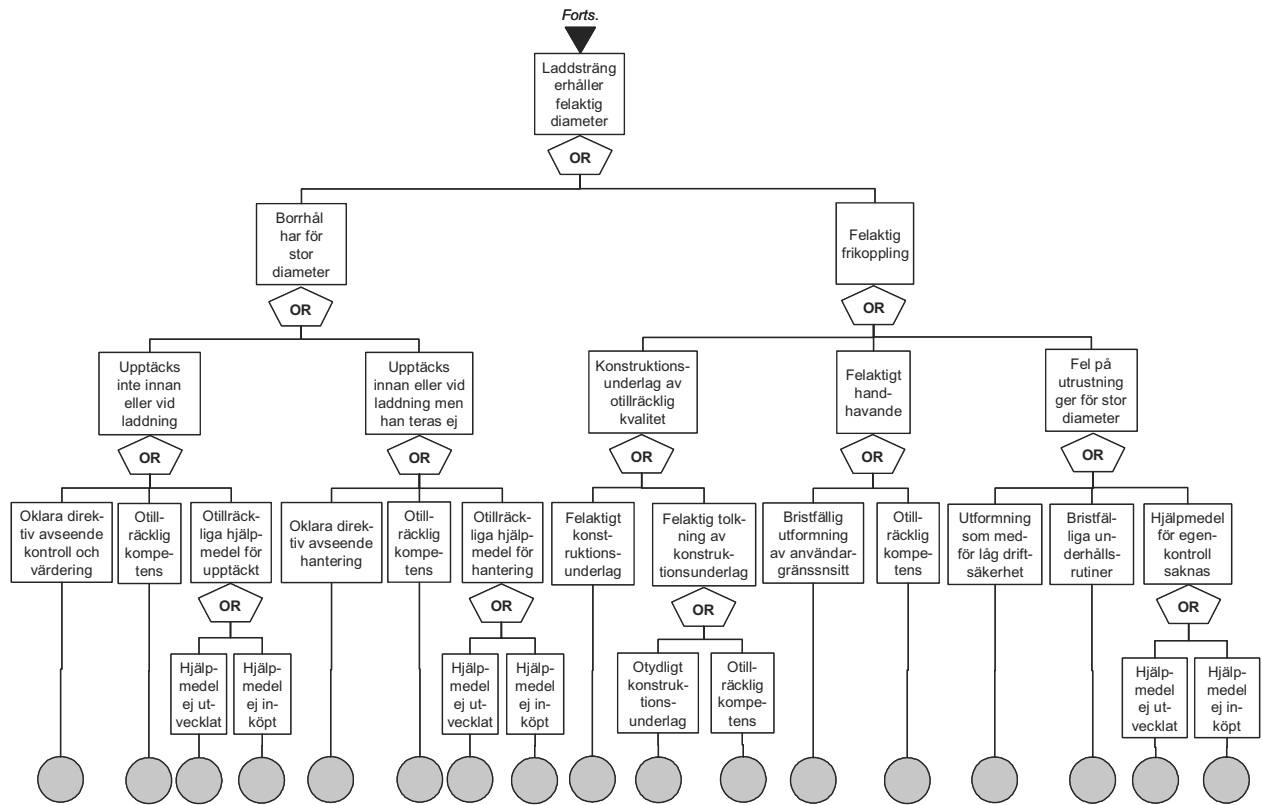 Forts.
Laddsträng
erhåller
felaktig
diameter
OR
Borrhål
har för
stor
diameter
Felaktig
frikoppling
OR
OR
Upptäcks
inte innan
eller vid
laddning
Upptäcks
innan eller vid
laddning men
han teras ej
Konstruktions-
underlag av
otillräcklig
kvalitet
Felaktigt
hand-
havande
Fel på
utrustning
ger för stor
diameter
OR
OR
OR
OR
OR
Oklara direk-
tiv avseende
kontroll och
värdering
Otill-
räcklig
kompe-
tens
Otillräck-
liga hjälp-
medel för
upptäckt
Oklara direk-
tiv avseende
hantering
Otill-
räcklig
kompe-
tens
Otillräck-
liga hjälp-
medel för
hantering
Felaktigt
konst-
ruktions-
underlag
Felaktig tolk-
ning av
konstruk-
tionsunderlag
Bristfällig
utformning
av användar-
gränssnsitt
Otill-
räcklig
kompe-
tens
Utformning
som med-
för låg drift-
säkerhet
Bristfäl-
liga un-
derhålls-
rutiner
Hjälpmedel
för egen-
kontroll
saknas
OR
OR
OR
OR
Hjälp-
medel
ej ut-
vecklat
Hjälp-
medel
ej in-
köpt
Hjälp-
medel
ej ut-
vecklat
Hjälp-
medel
ej in-
köpt
Otydligt
konstruk-
tions-
underlag
Otill-
räcklig
kompe-
tens
Hjälp-
medel
ej ut-
vecklat
Hjälp-
medel
ej in-
köpt